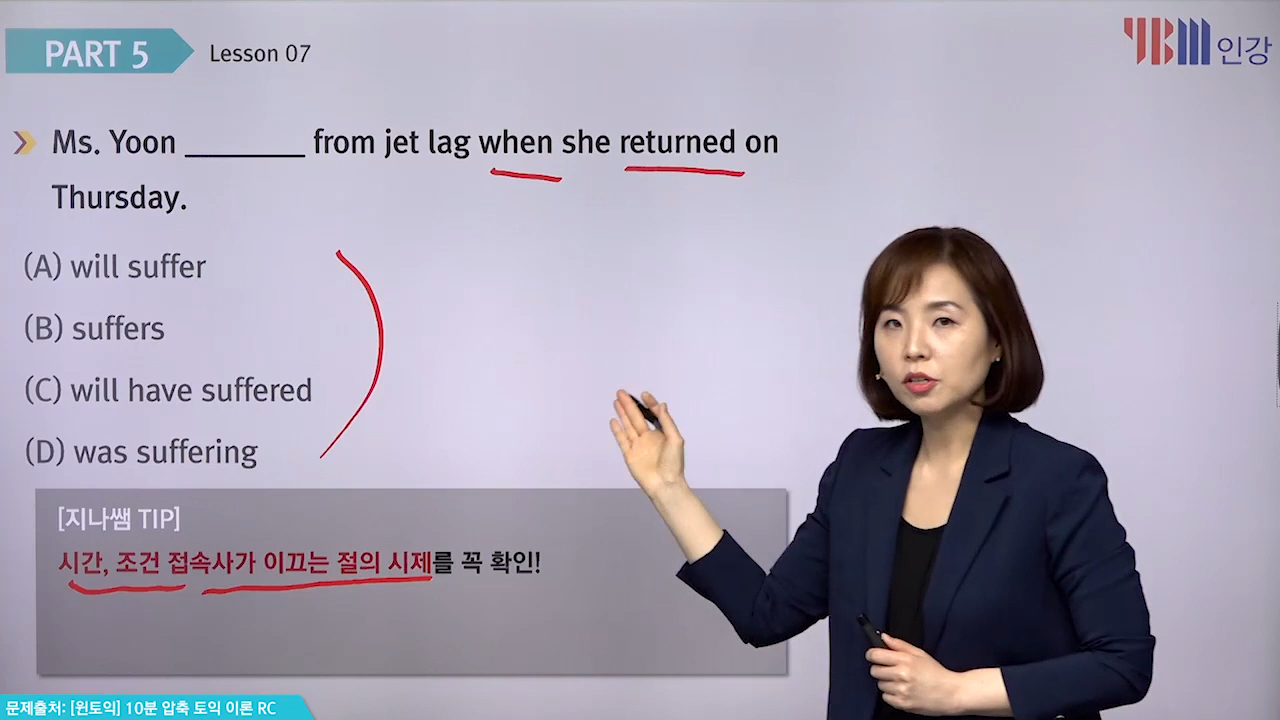 PART 5
Lesson 07
YBM 인강
Ms. Yoon ________ from jet lag when she returned on
Thursday.
(A) will suffer
(B) suffers
(C) will have suffered
(D) was suffering
[지나쌤 TIP]
시간, 조건 접속사가 이끄는 절의 시제를 꼭 확인!
문제출처: [윈토익] 10분 압축 토익 이론 RC